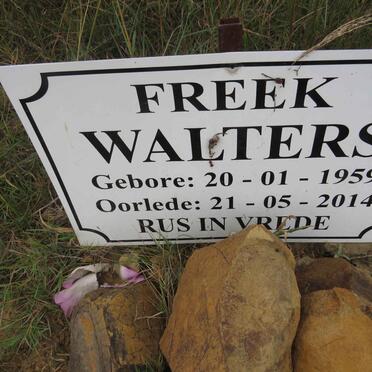 FREEK
WALTERS
Gebore: 20 - 01 - 1959
Oorlede: 21 - 05 - 2014
RUS IN VREDE